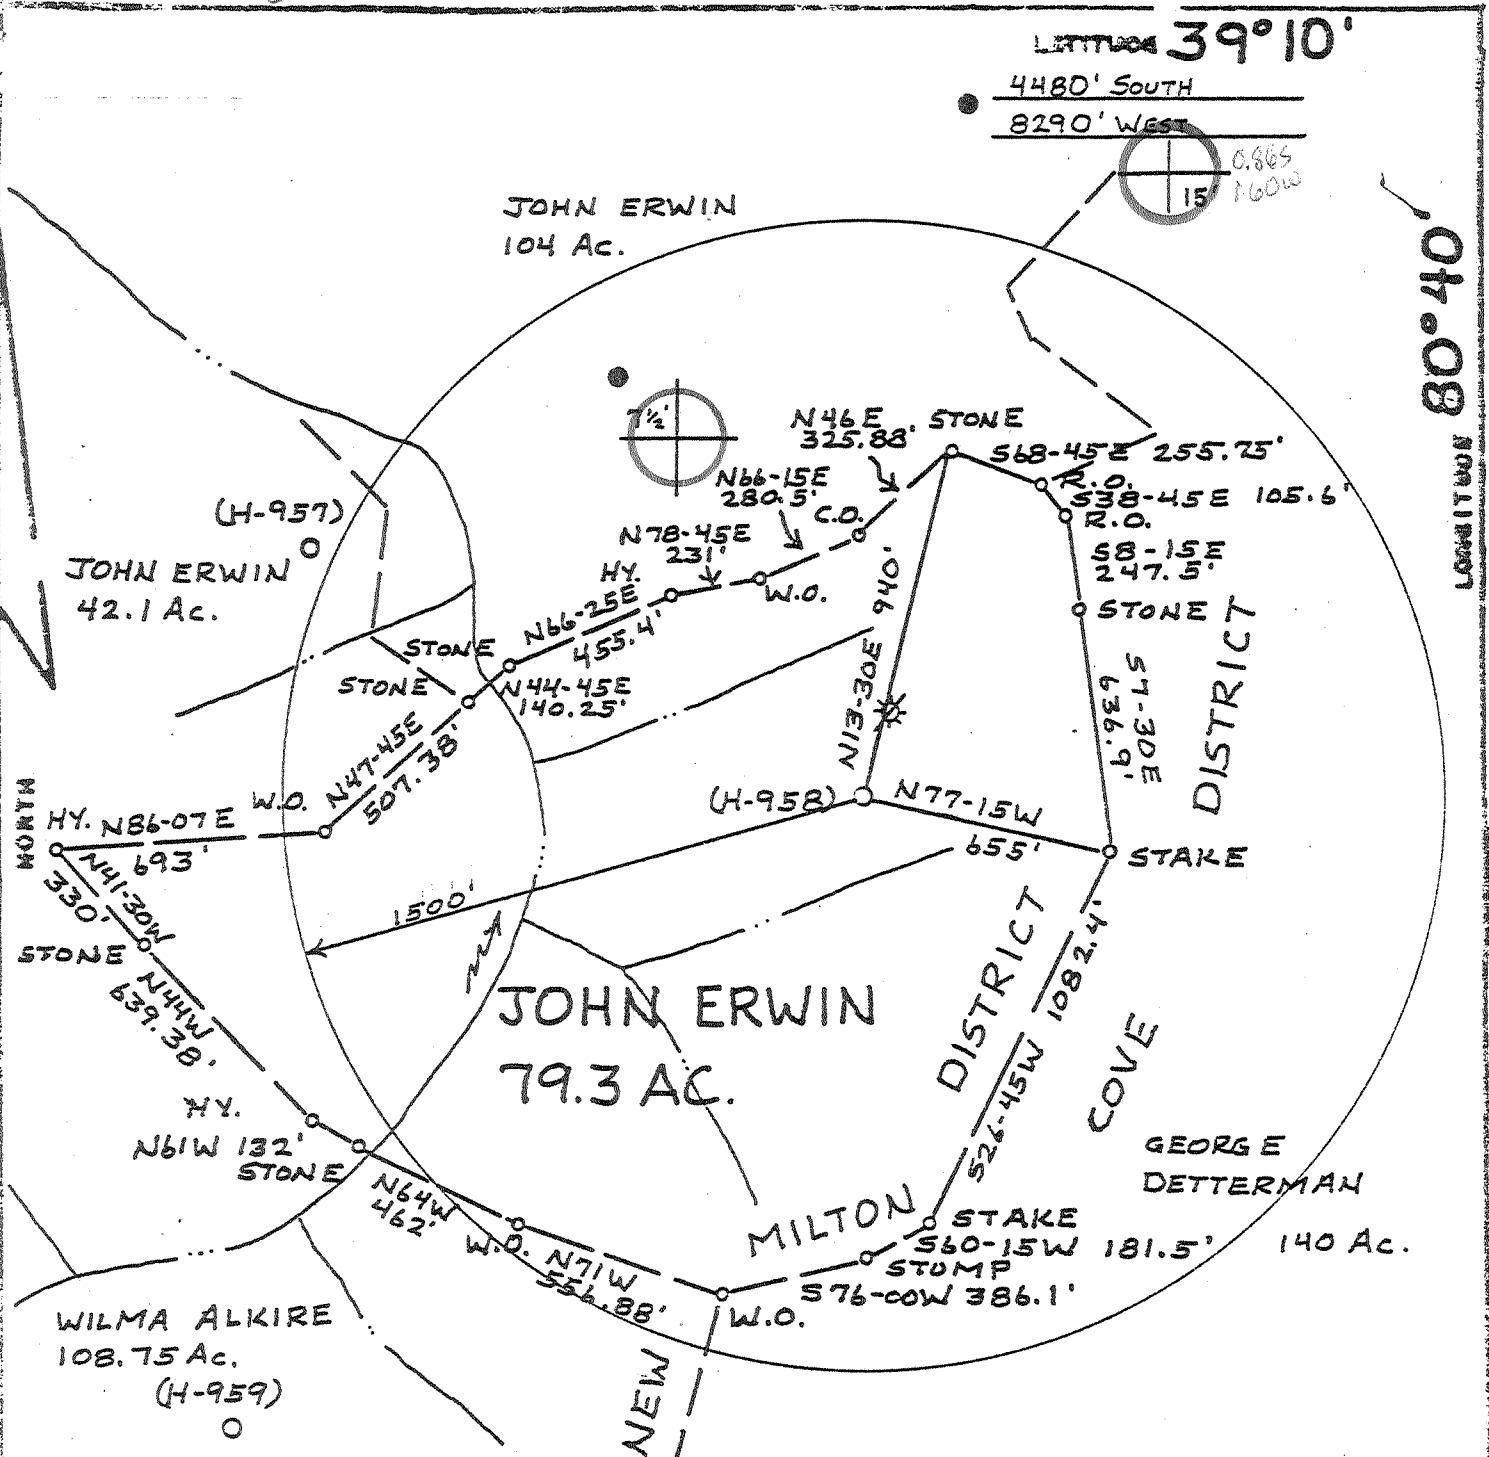 LATITUDE 39°10'
4480' SOUTH
8290' WEST
15'
0.86S
1.60W
LONGITUDE 80°40'
JOHN ERWIN
104 Ac.
7½'
N46E
325.88'
STONE
S68-45E 255.75'
R.O.
S38-45E 105.6'
R.O.
N66-15E
280.5'
C.O.
N78-45E
231'
HY.
W.O.
S8-15E
247.5'
STONE
(H-957)
JOHN ERWIN
42.1 Ac.
N66-25E
455.4'
STONE
STONE
N44-45E
140.25'
N13-30E 940'
S7-30E
636.9'
DISTRICT
N47-45E
507.38'
W.O.
NORTH
HY. N86-07E
693'
(H-958)
N77-15W
655'
STAKE
N41-30W
330'
1500'
STONE
N44W
639.38'
JOHN ERWIN
79.3 AC.
DISTRICT
S26-45W 1082.4'
COVE
HY.
N61W 132'
STONE
N64W
462'
W.O.
N71W
556.88'
MILTON
STAKE
S60-15W 181.5'
STUMP
S76-00W 386.1'
W.O.
GEORGE
DETTERMAN
140 Ac.
WILMA ALKIRE
108.75 Ac.
(H-959)
NEW